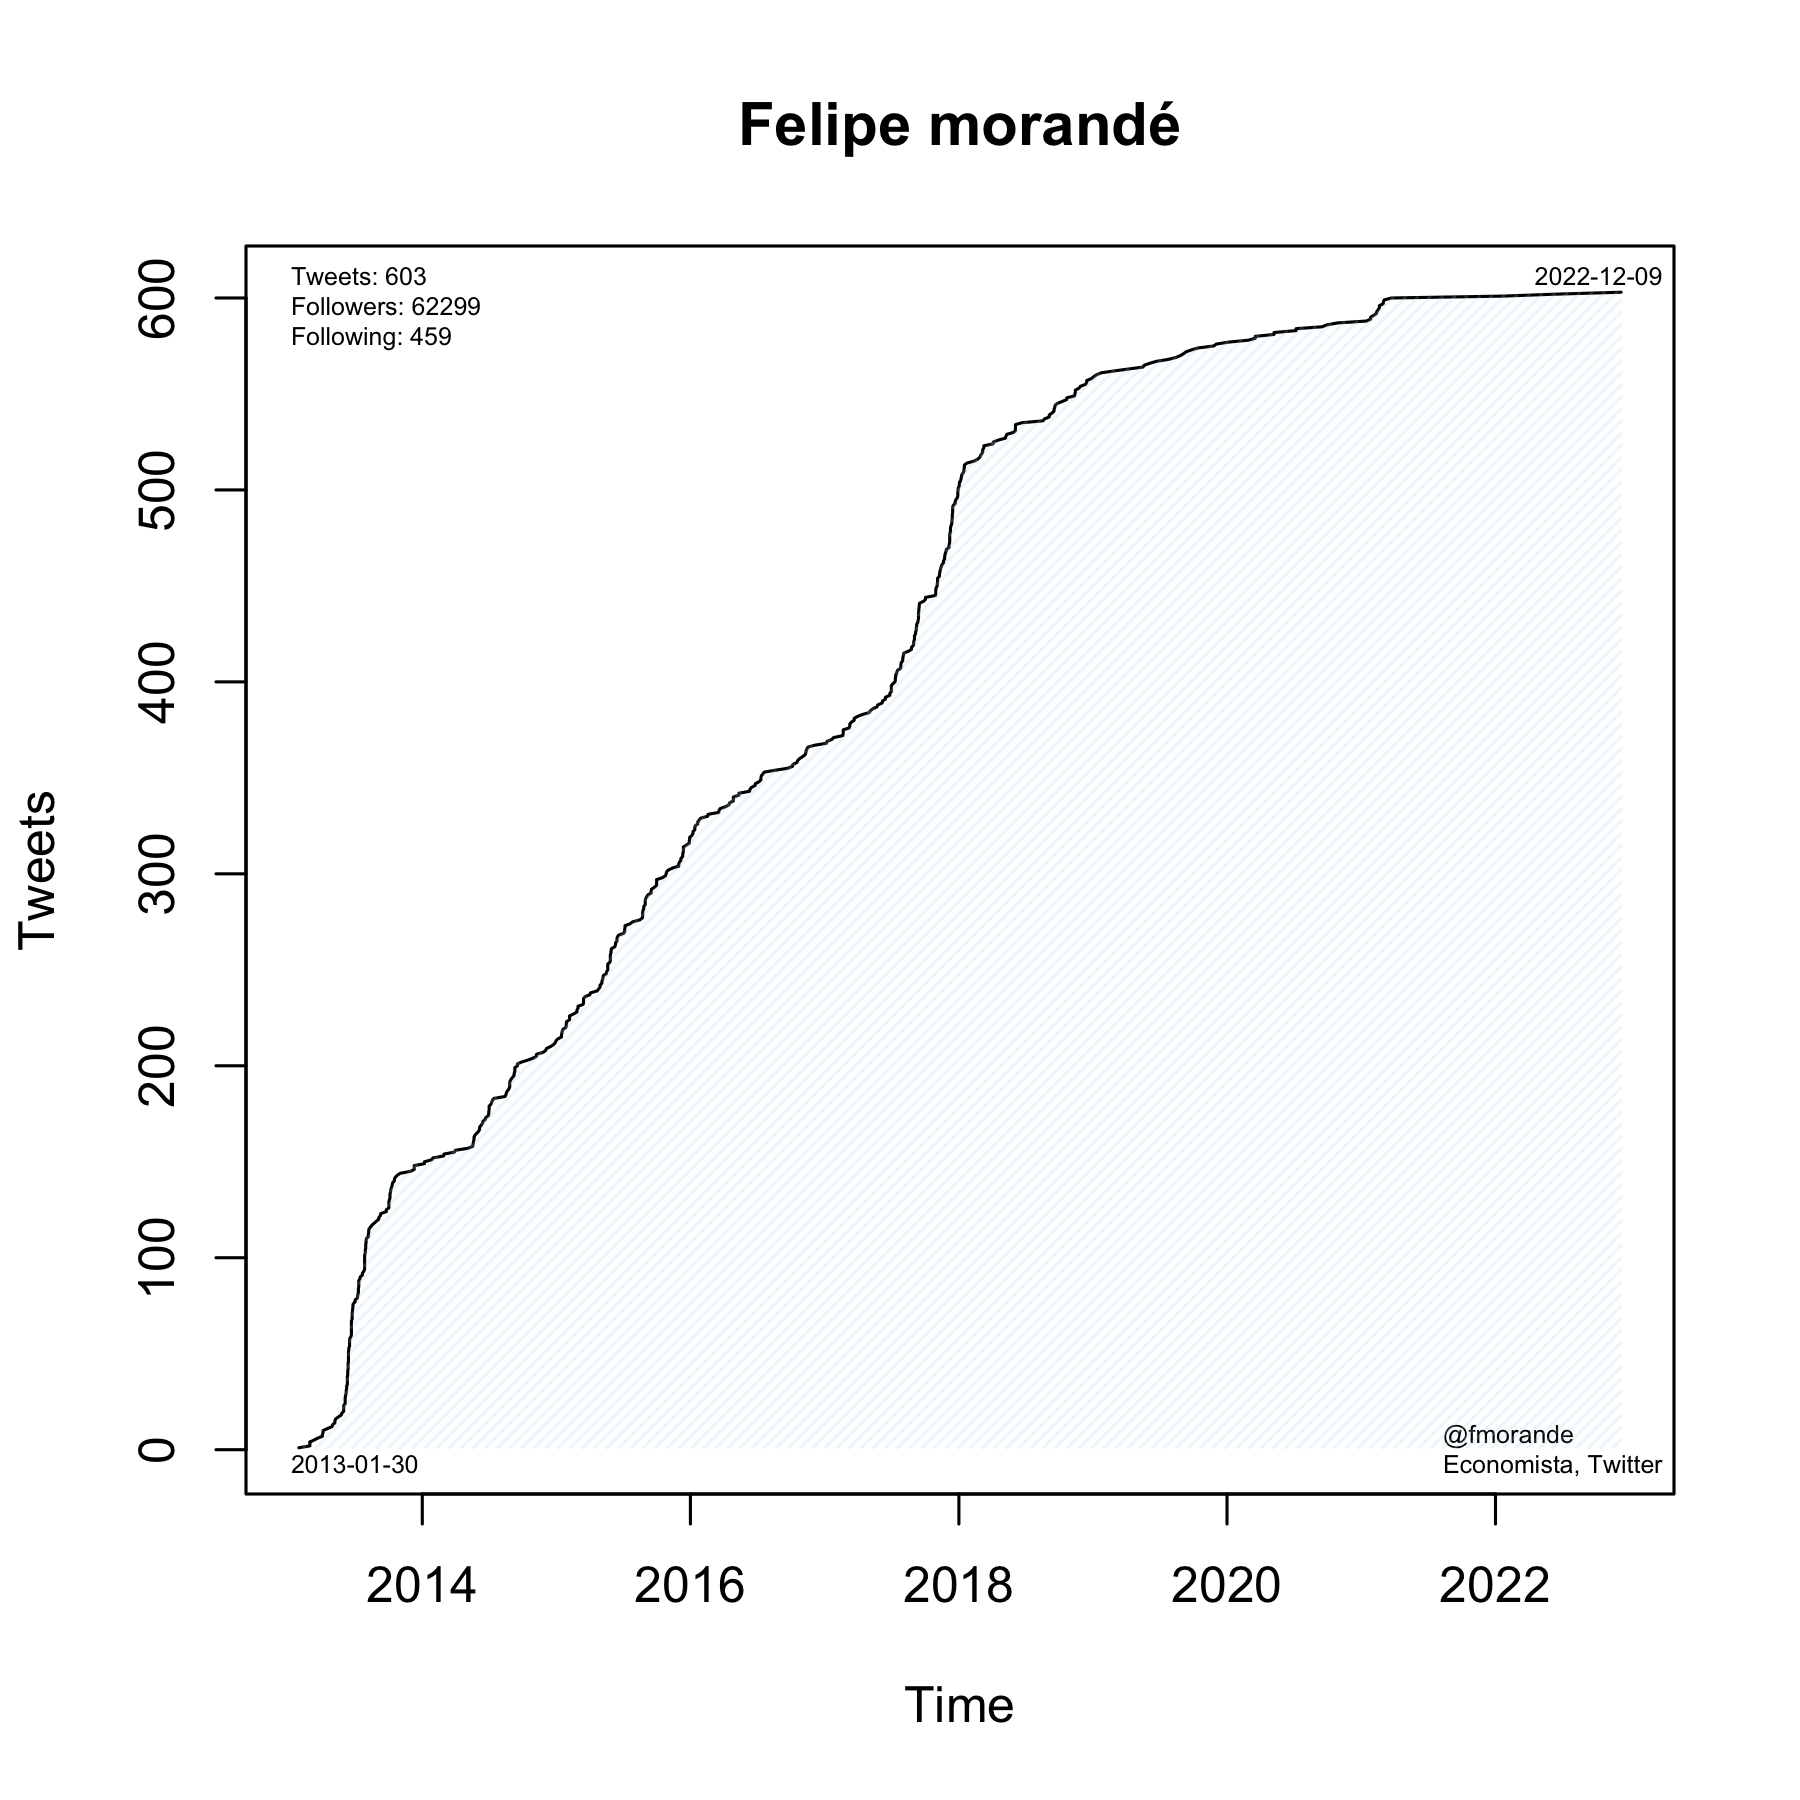 Felipe morandé
Tweets: 603
Followers: 62299
Following: 459
2022-12-09
600
500
400
300
200
100
0
Tweets
2013-01-30
@fmorande
Economista, Twitter
2014 2016 2018 2020 2022
Time